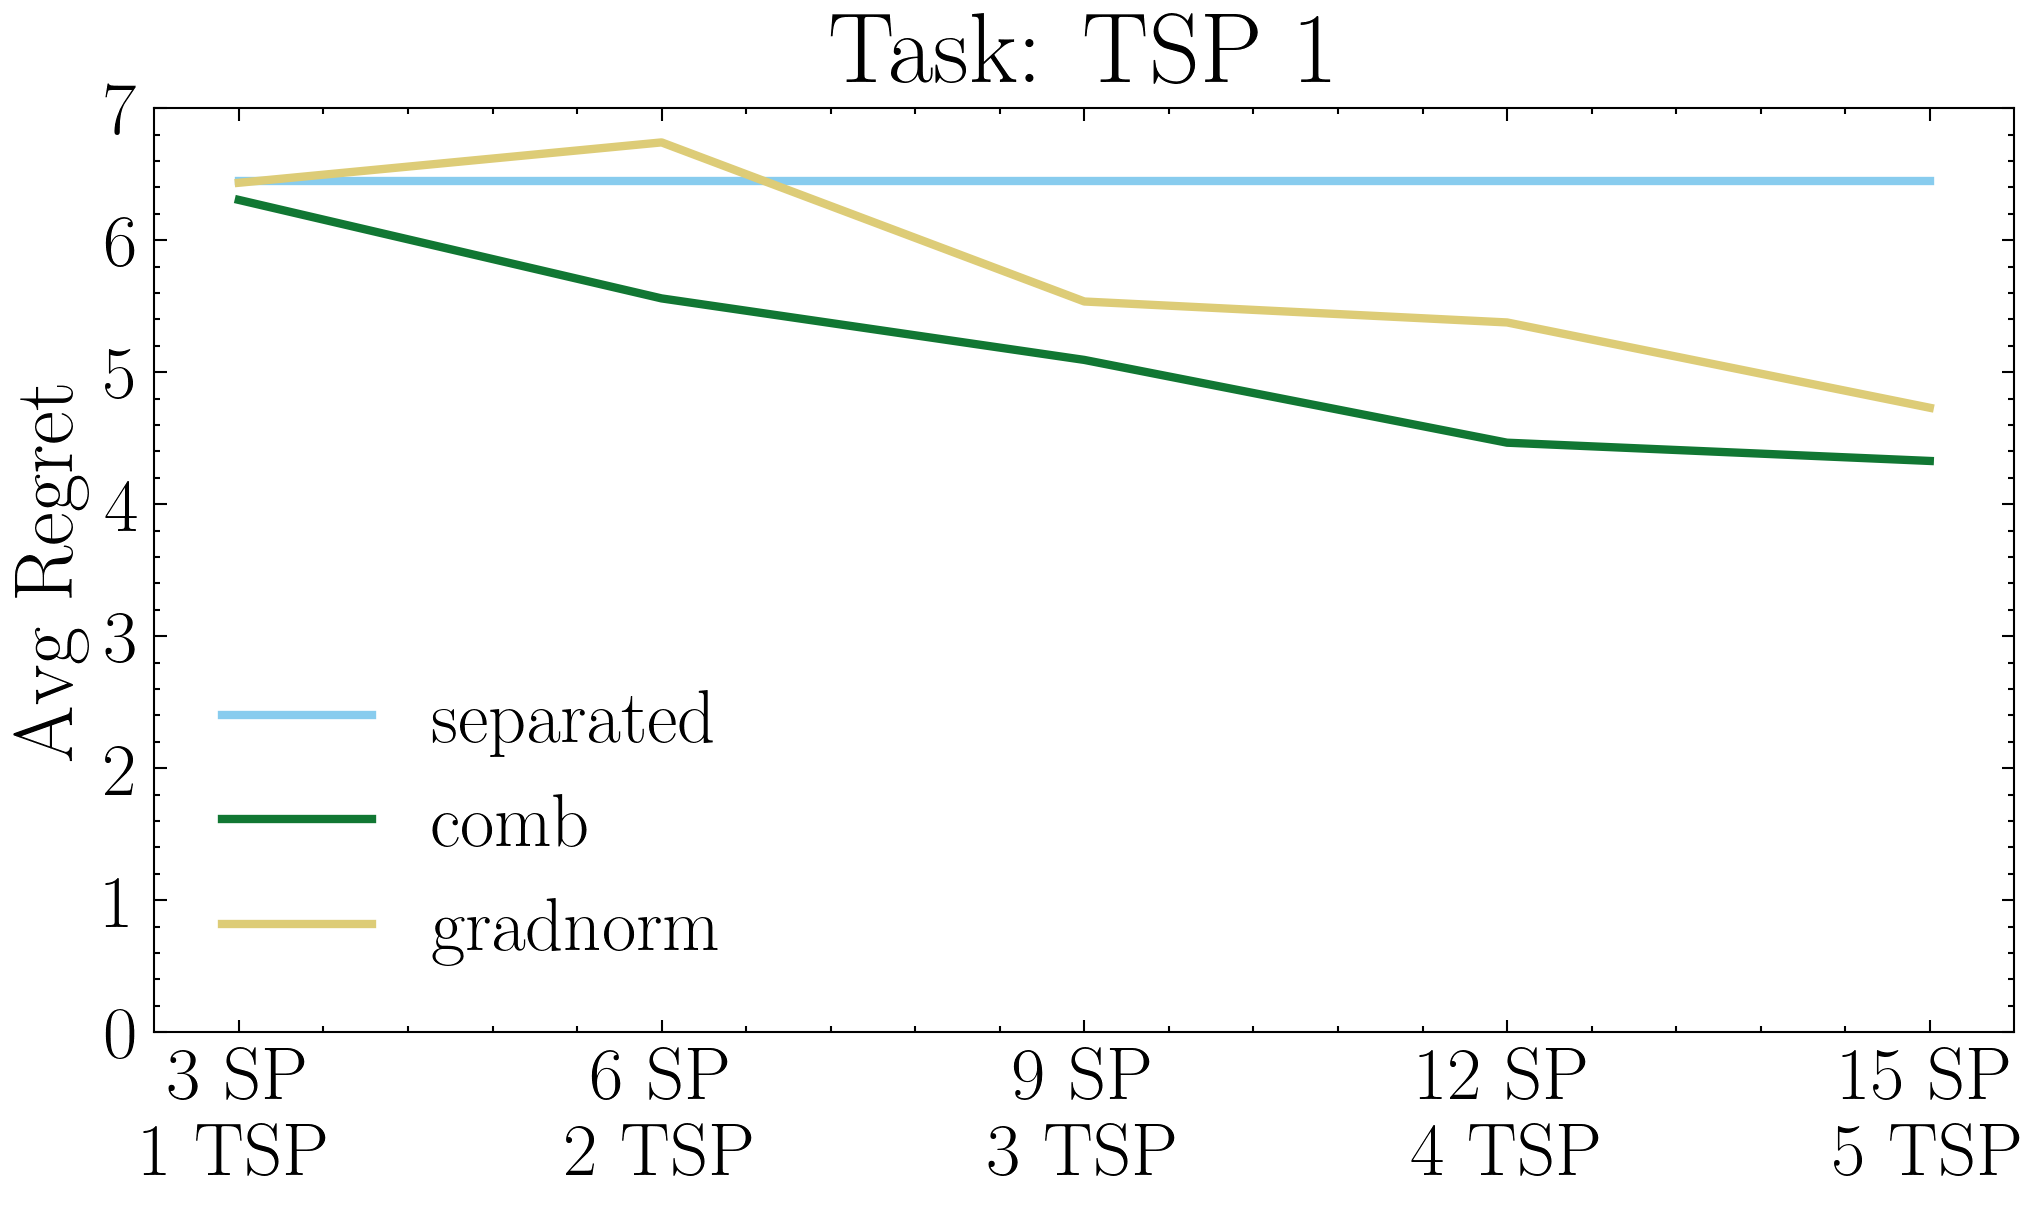 Task: TSP 1
Avg Regret
7
6
5
4
3
2
1
0
separated
comb
gradnorm
3 SP
1 TSP
6 SP
2 TSP
9 SP
3 TSP
12 SP
4 TSP
15 SP
5 TSP